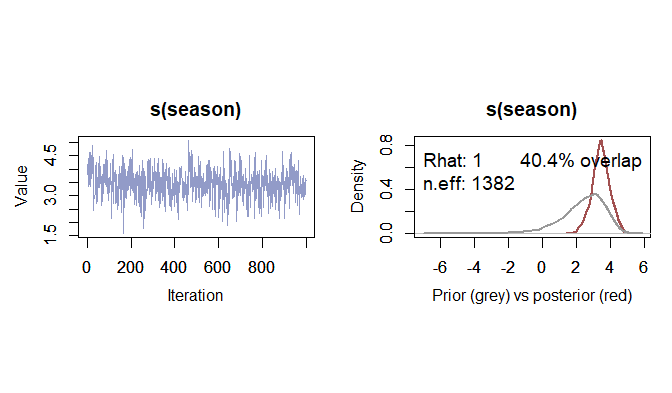 s(season)
Value
1.5 3.0 4.5
0 200 400 600 800
Iteration
s(season)
Density
0.0 0.4 0.8
Rhat: 1 40.4% overlap
n.eff: 1382
-6 -4 -2 0 2 4 6
Prior (grey) vs posterior (red)